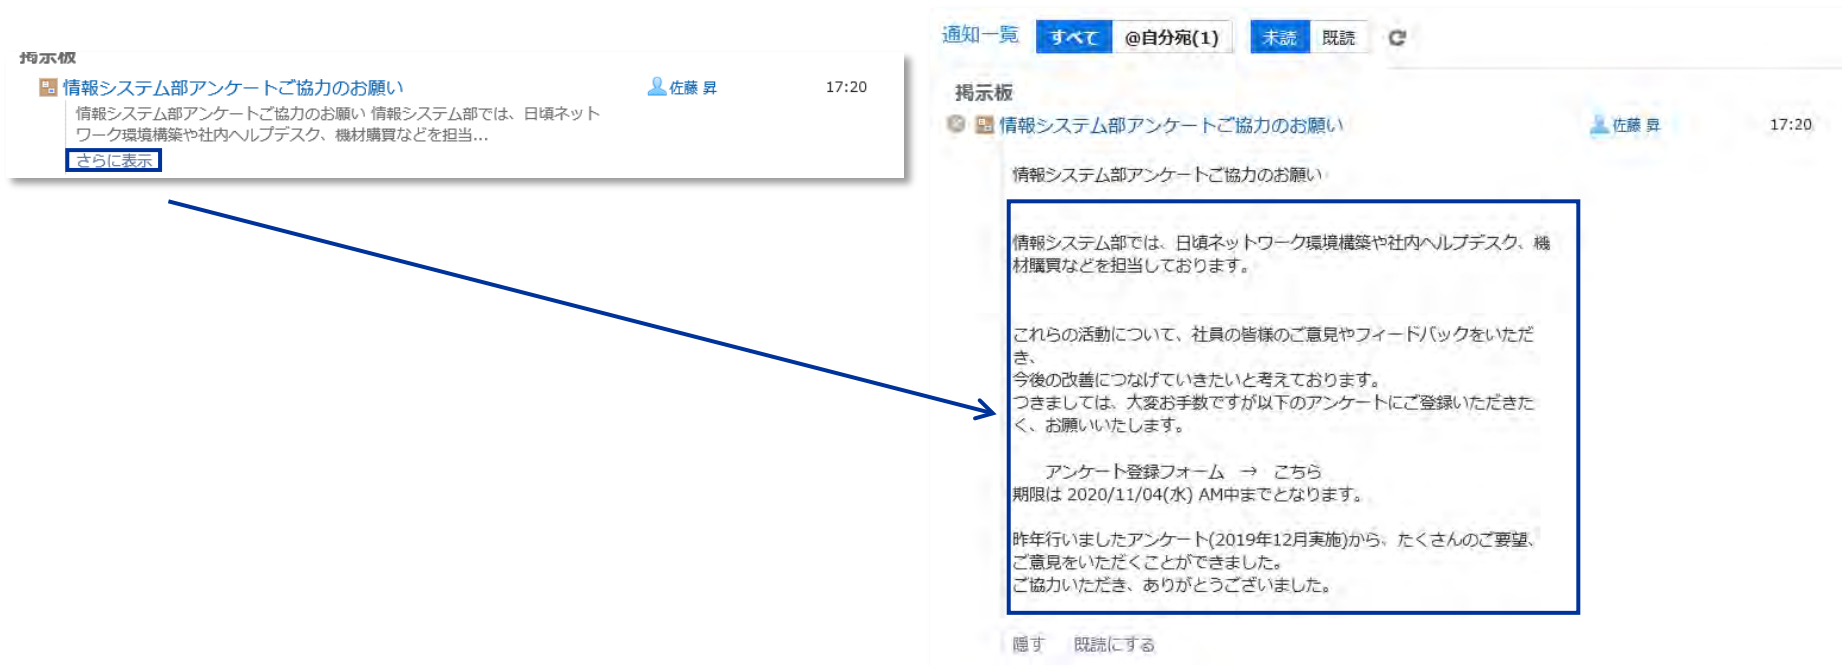 掲示板
情報システム部アンケートご協力のお願い 佐藤 昇 17:20
情報システム部アンケートご協力のお願い 情報システム部では、日頃ネット
ワーク環境構築や社内ヘルプデスク、機材購買などを担当...
さらに表示
通知一覧 すべて @自分宛(1) 未読 既読
掲示板
情報システム部アンケートご協力のお願い 佐藤 昇 17:20
情報システム部アンケートご協力のお願い
情報システム部では、日頃ネットワーク環境構築や社内ヘルプデスク、機
材購買などを担当しております。
これらの活動について、社員の皆様のご意見やフィードバックをいただ
き、
今後の改善につなげていきたいと考えております。
つきましては、大変お手数ですが以下のアンケートにご登録いただきた
く、お願いいたします。
アンケート登録フォーム → こちら
期限は 2020/11/04(水) AM中までとなります。
昨年行いましたアンケート(2019年12月実施)から、たくさんのご要望、
ご意見をいただくことができました。
ご協力いただき、ありがとうございました。
隠す 既読にする